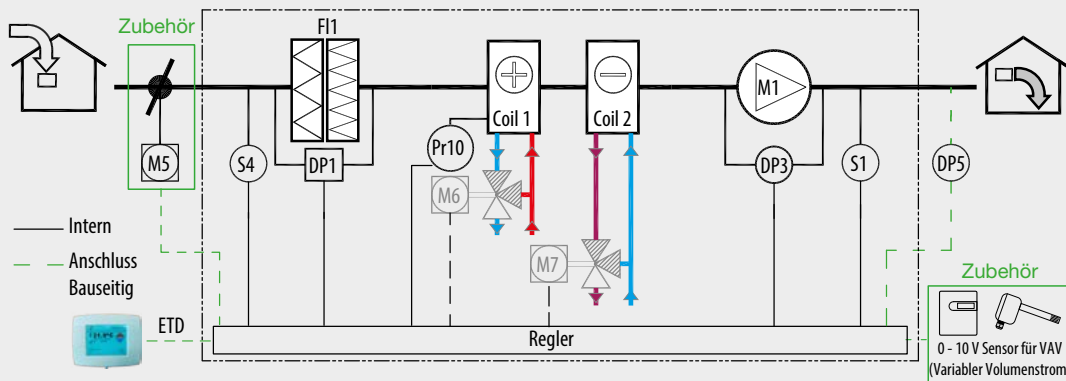 Zubehör
FI1
M1
Coil 1
Coil 2
M5
S4
DP1
Pr10
M6
M7
DP3
S1
DP5
Intern
Anschluss
Bauseitig
ETD
Regler
Zubehör
0 - 10 V Sensor für VAV
(Variabler Volumenstrom